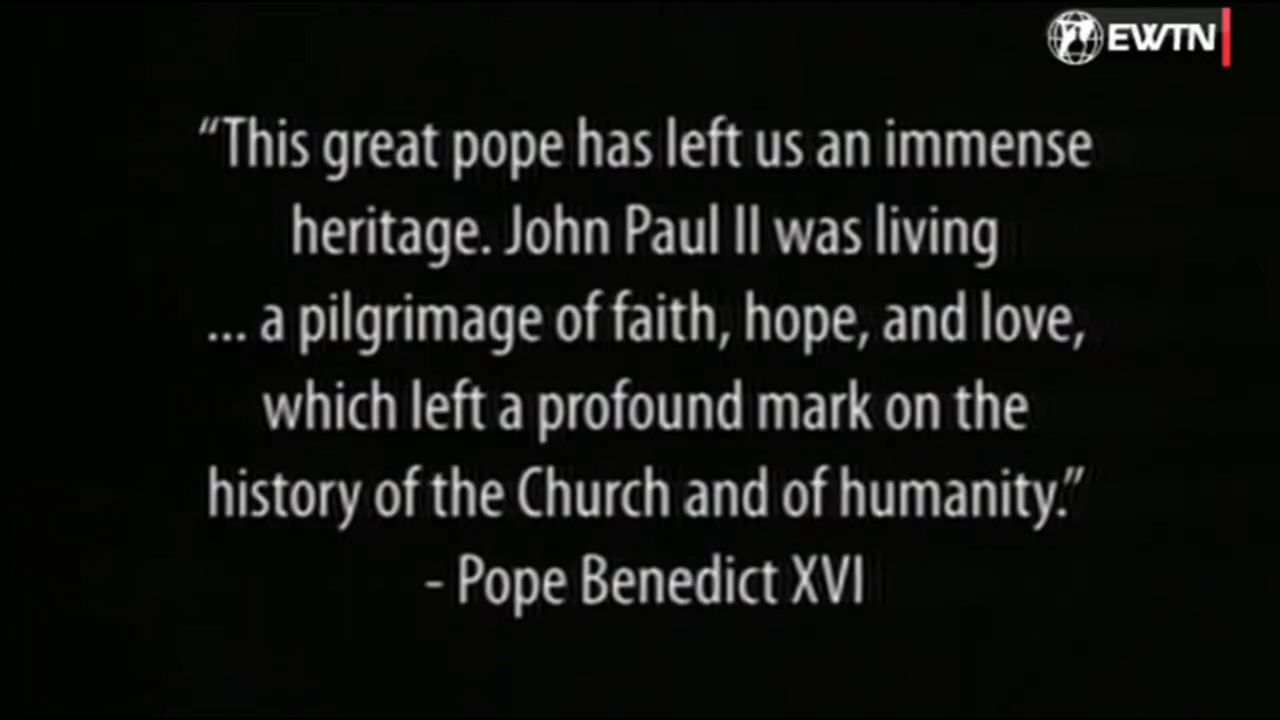 EWTN
“This great pope has left us an immense
heritage. John Paul II was living
... a pilgrimage of faith, hope, and love,
which left a profound mark on the
history of the Church and of humanity.”
- Pope Benedict XVI